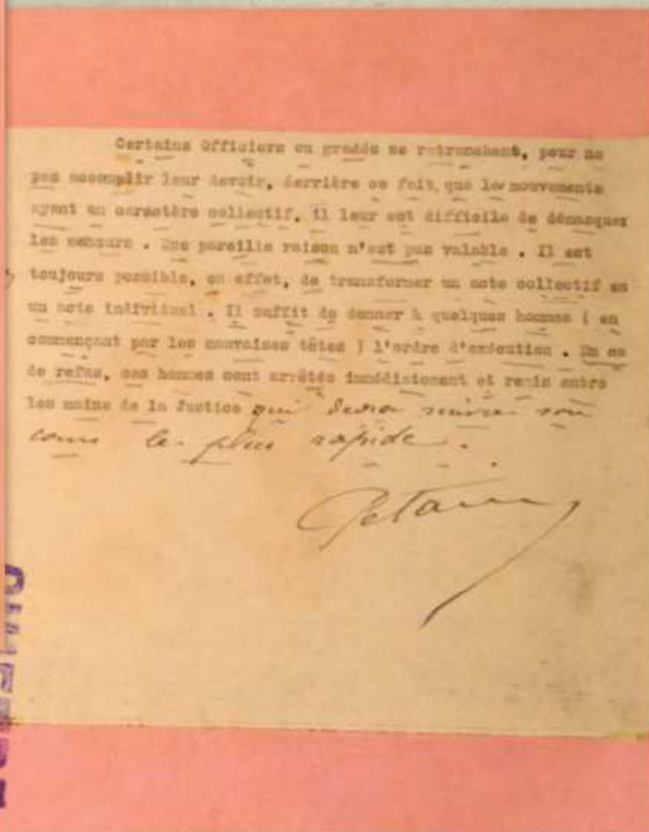 Certains Officiers ou gradés se retranchent, pour ne
pas accomplir leur devoir, derrière ce fait, que les mouvements
ayant un caractère collectif, il leur est difficile de démasquer
les meneurs . Une pareille raison n'est pas valable . Il est
toujours possible, en effet, de transformer un acte collectif en
un acte individuel . Il suffit de donner à quelques hommes ( en
commençant par les mauvaises têtes ) l'ordre d'exécution . En cas
de refus, ces hommes sont arrêtés immédiatement et remis entre
les mains de la Justice qui devra suivre son
cours le plus rapide.
Petain